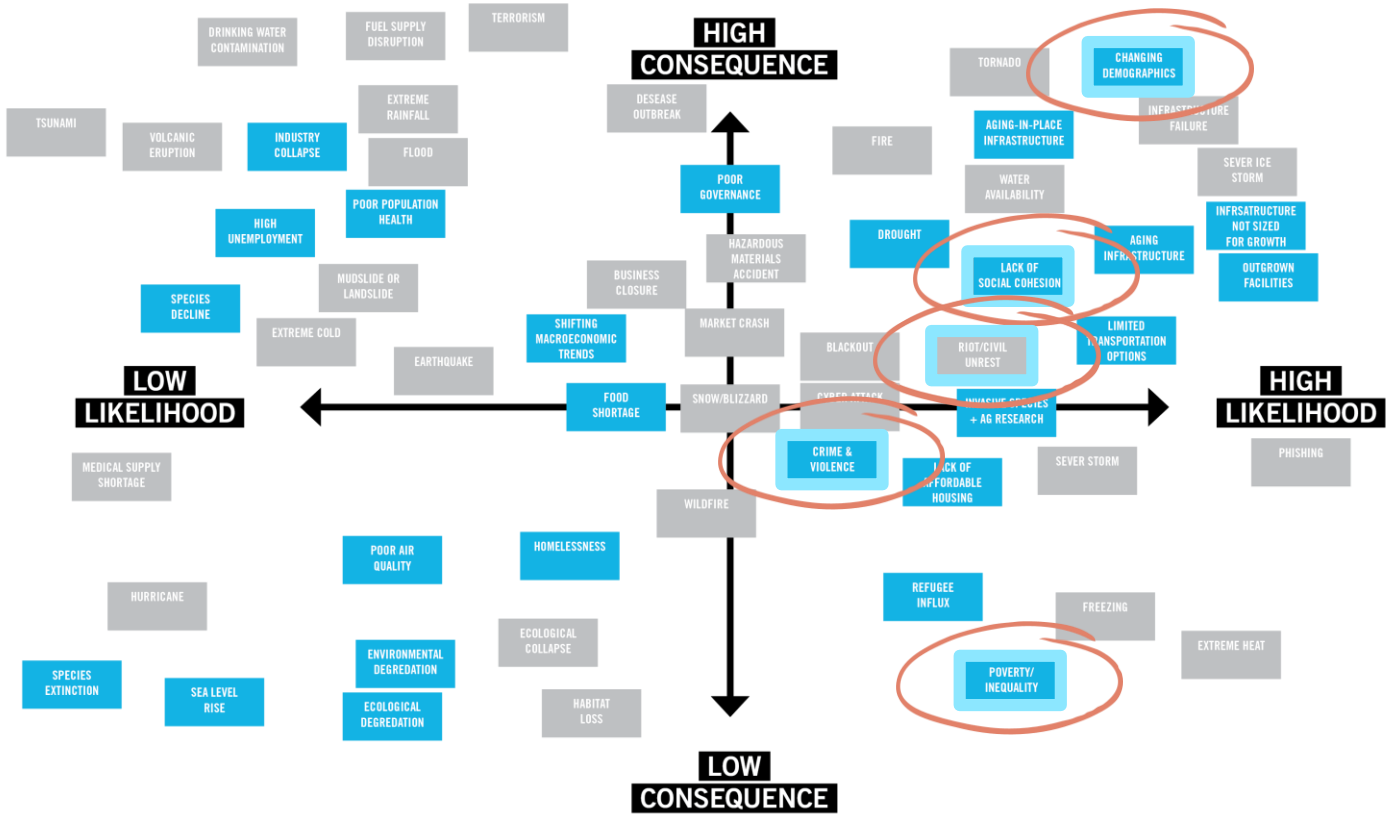 TERRORISM
FUEL SUPPLY
DISRUPTION
DRINKING WATER
CONTAMINATION
HIGH
CONSEQUENCE
TORNADO
CHANGING
DEMOGRAPHICS
EXTREME
RAINFALL
DESEASE
OUTBREAK
INFRASTRUCTURE
FAILURE
TSUNAMI
VOLCANIC
ERUPTION
INDUSTRY
COLLAPSE
FLOOD
FIRE
AGING-IN-PLACE
INFRASTRUCTURE
SEVER ICE
STORM
POOR
GOVERNANCE
WATER
AVAILABILITY
POOR POPULATION
HEALTH
HIGH
UNEMPLOYMENT
DROUGHT
INFRSATRUCTURE
NOT SIZED
FOR GROWTH
HAZARDOUS
MATERIALS
ACCIDENT
AGING
INFRASTRUCTURE
MUDSLIDE OR
LANDSLIDE
BUSINESS
CLOSURE
LACK OF
SOCIAL COHESION
OUTGROWN
FACILITIES
SPECIES
DECLINE
EXTREME COLD
SHIFTING
MACROECONOMIC
TRENDS
MARKET CRASH
LIMITED
TRANSPORTATION
OPTIONS
EARTHQUAKE
BLACKOUT
RIOT/CIVIL
UNREST
LOW
LIKELIHOOD
HIGH
LIKELIHOOD
FOOD
SHORTAGE
SNOW/BLIZZARD
CYBER ATTACK
INVASIVE SPECIES
+ AG RESEARCH
MEDICAL SUPPLY
SHORTAGE
CRIME &
VIOLENCE
LACK OF
AFFORDABLE
HOUSING
SEVER STORM
PHISHING
WILDFIRE
POOR AIR
QUALITY
HOMELESSNESS
HURRICANE
REFUGEE
INFLUX
FREEZING
ECOLOGICAL
COLLAPSE
EXTREME HEAT
ENVIRONMENTAL
DEGREDATION
SPECIES
EXTINCTION
SEA LEVEL
RISE
ECOLOGICAL
DEGREDATION
HABITAT
LOSS
POVERTY/
INEQUALITY
LOW
CONSEQUENCE